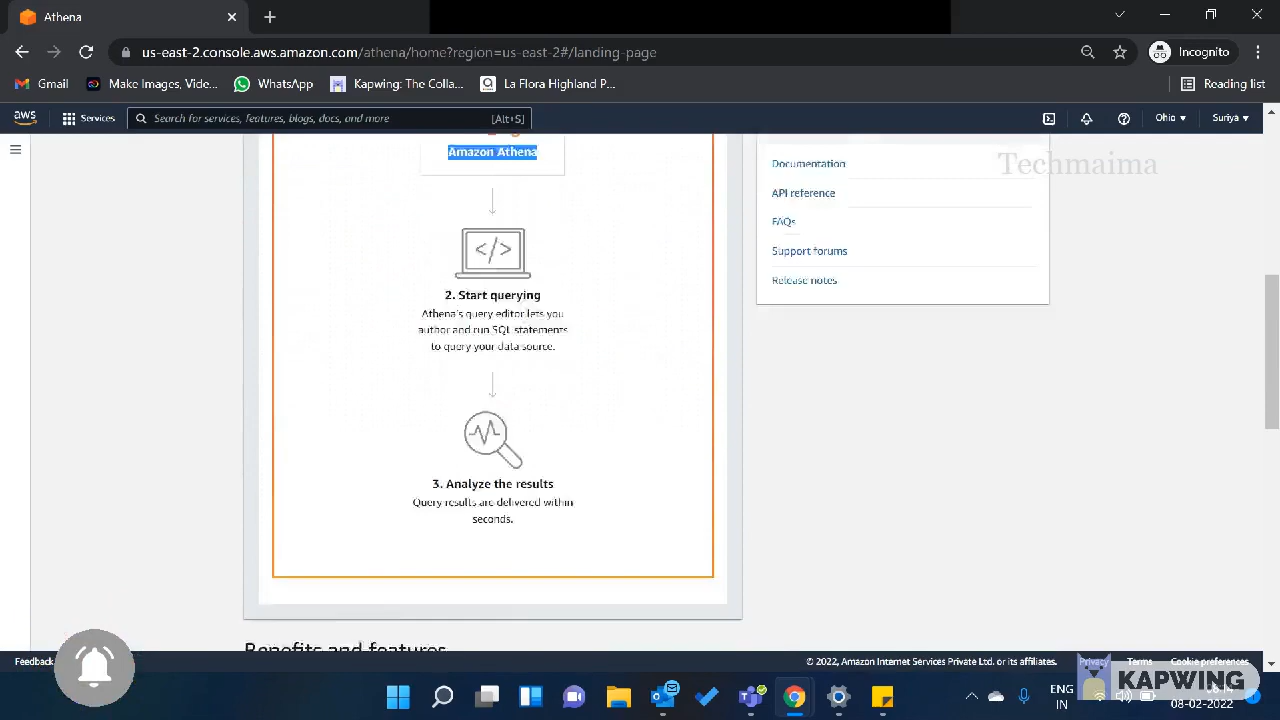 Athena
us-east-2.console.aws.amazon.com/athena/home?region=us-east-2#/landing-page
Incognito
Gmail
Make Images, Vide...
WhatsApp
Kapwing: The Colla...
La Flora Highland P...
Reading list
aws
Services
Search for services, features, blogs, docs, and more
[Alt+S]
Ohio
Suriya
Amazon Athena
Documentation
Techmaima
API reference
FAQs
Support forums
Release notes
2. Start querying
Athena's query editor lets you
author and run SQL statements
to query your data source.
3. Analyze the results
Query results are delivered within
seconds.
Benefits and features
Feedback
© 2022, Amazon Internet Services Private Ltd. or its affiliates.
Privacy
Terms
Cookie preferences
KAPWING
ENG
IN
08-02-2022